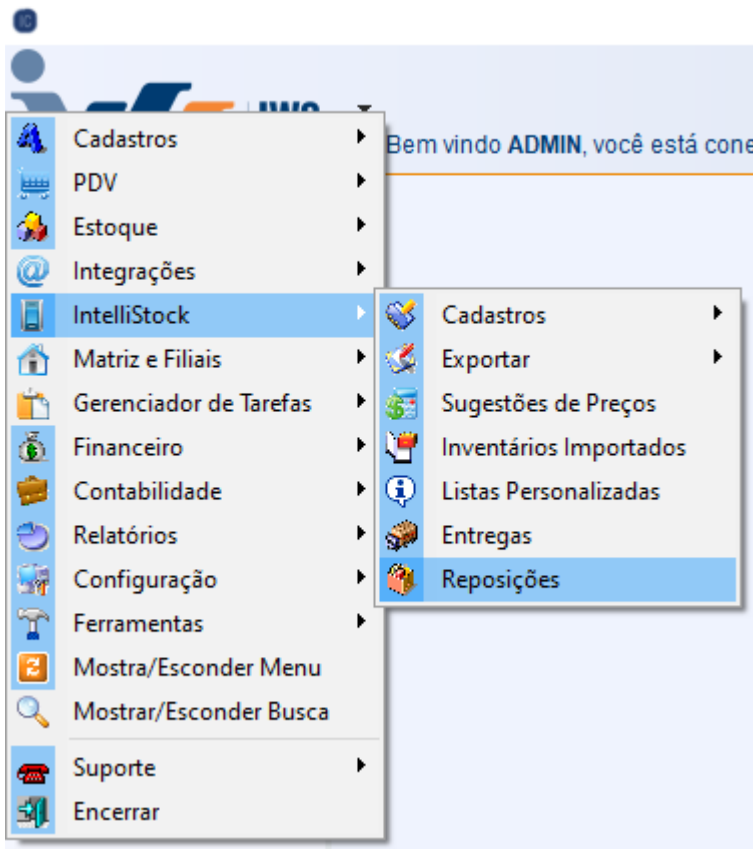 IC
Bem vindo ADMIN, você está cone
Cadastros
PDV
Estoque
Integrações
IntelliStock
Matriz e Filiais
Gerenciador de Tarefas
Financeiro
Contabilidade
Relatórios
Configuração
Ferramentas
Mostra/Esconder Menu
Mostrar/Esconder Busca
Suporte
Encerrar
Cadastros
Exportar
Sugestões de Preços
Inventários Importados
Listas Personalizadas
Entregas
Reposições